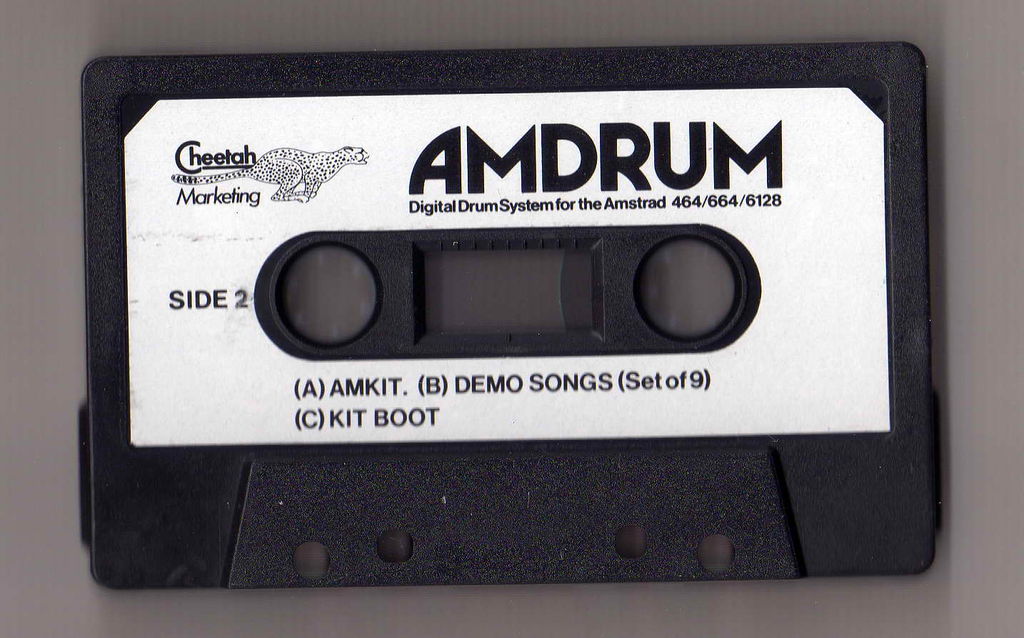 Cheetah
Marketing
AMDRUM
Digital Drum System for the Amstrad 464/664/6128
SIDE 2
(A) AMKIT. (B) DEMO SONGS (Set of 9)
(C) KIT BOOT